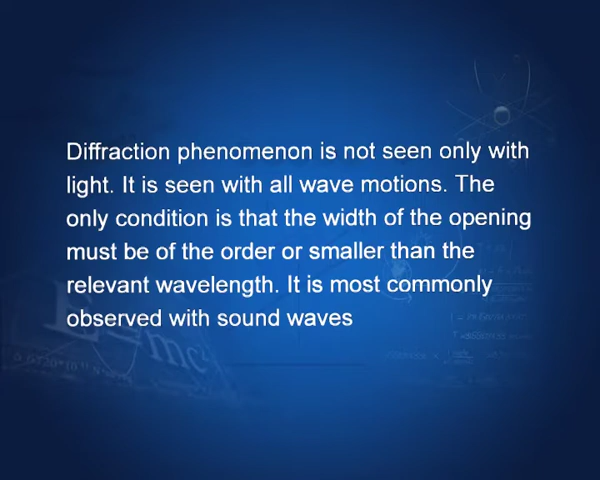 Diffraction phenomenon is not seen only with
light. It is seen with all wave motions. The
only condition is that the width of the opening
must be of the order or smaller than the
relevant wavelength. It is most commonly
observed with sound waves
E=mc²